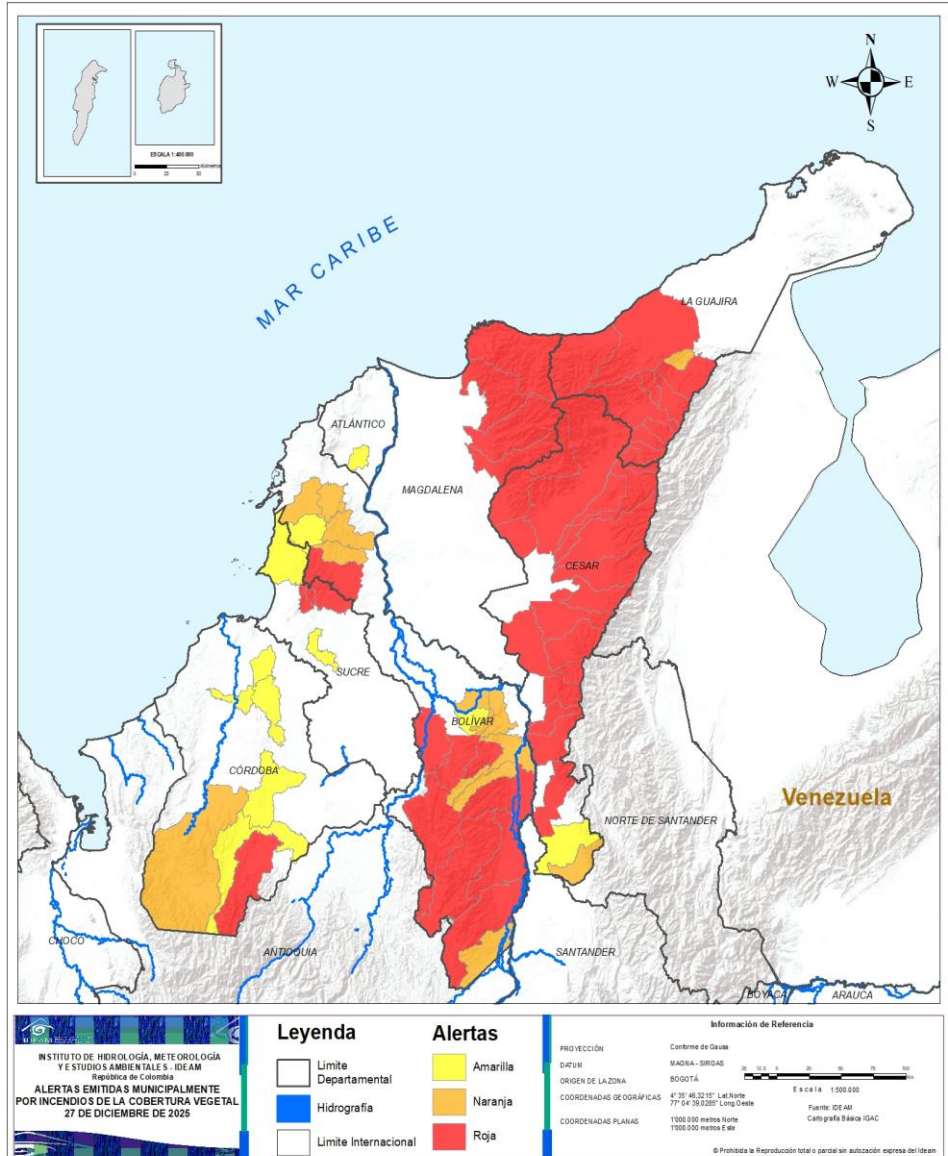 ESCALA 1:400.000
N
W
E
S
MAR CARIBE
LA GUAJIRA
ATLÁNTICO
MAGDALENA
CESAR
SUCRE
BOLÍVAR
CÓRDOBA
NORTE DE SANTANDER
Venezuela
CHOCÓ
ANTIOQUIA
SANTANDER
BOYACÁ
ARAUCA
IDEAM
INSTITUTO DE HIDROLOGÍA, METEOROLOGÍA
Y ESTUDIOS AMBIENTALES - IDEAM
República de Colombia
ALERTAS EMITIDAS MUNICIPALMENTE
POR INCENDIOS DE LA COBERTURA VEGETAL
27 DE DICIEMBRE DE 2025
Leyenda
Limite
Departamental
Hidrografía
Limite Internacional
Alertas
Amarilla
Naranja
Roja
Información de Referencia
PROYECCIÓN Conforme de Gauss
DATUM MAGNA - SIRGAS
ORIGEN DE LA ZONA BOGOTÁ
COORDENADAS GEOGRÁFICAS 4° 35' 46,3215" Lat.Norte
77° 04' 39,0285" Long.Oeste
COORDENADAS PLANAS 1'000.000 metros Norte
1'000.000 metros Este
Escala 1:500.000
Fuente: IDEAM
Cartografía Básica IGAC
© Prohibida la Reproducción total o parcial sin autozación expresa del Ideam